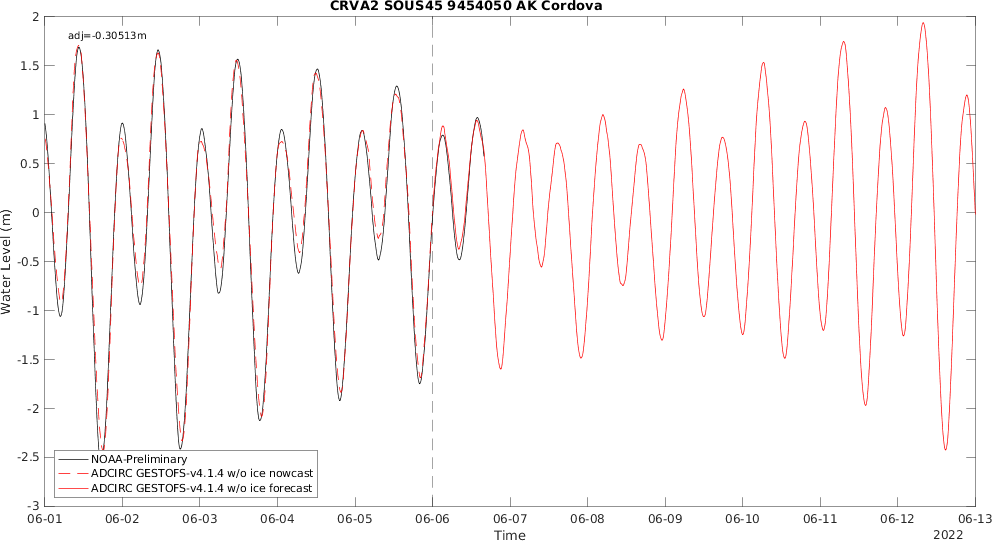 CRVA2 SOUS45 9454050 AK Cordova
adj=-0.30513m
2
1.5
1
0.5
0
-0.5
-1
-1.5
-2
-2.5
-3
Water Level (m)
NOAA-Preliminary
ADCIRC GESTOFS-v4.1.4 w/o ice nowcast
ADCIRC GESTOFS-v4.1.4 w/o ice forecast
06-01 06-02 06-03 06-04 06-05 06-06 06-07 06-08 06-09 06-10 06-11 06-12 06-13
Time
2022